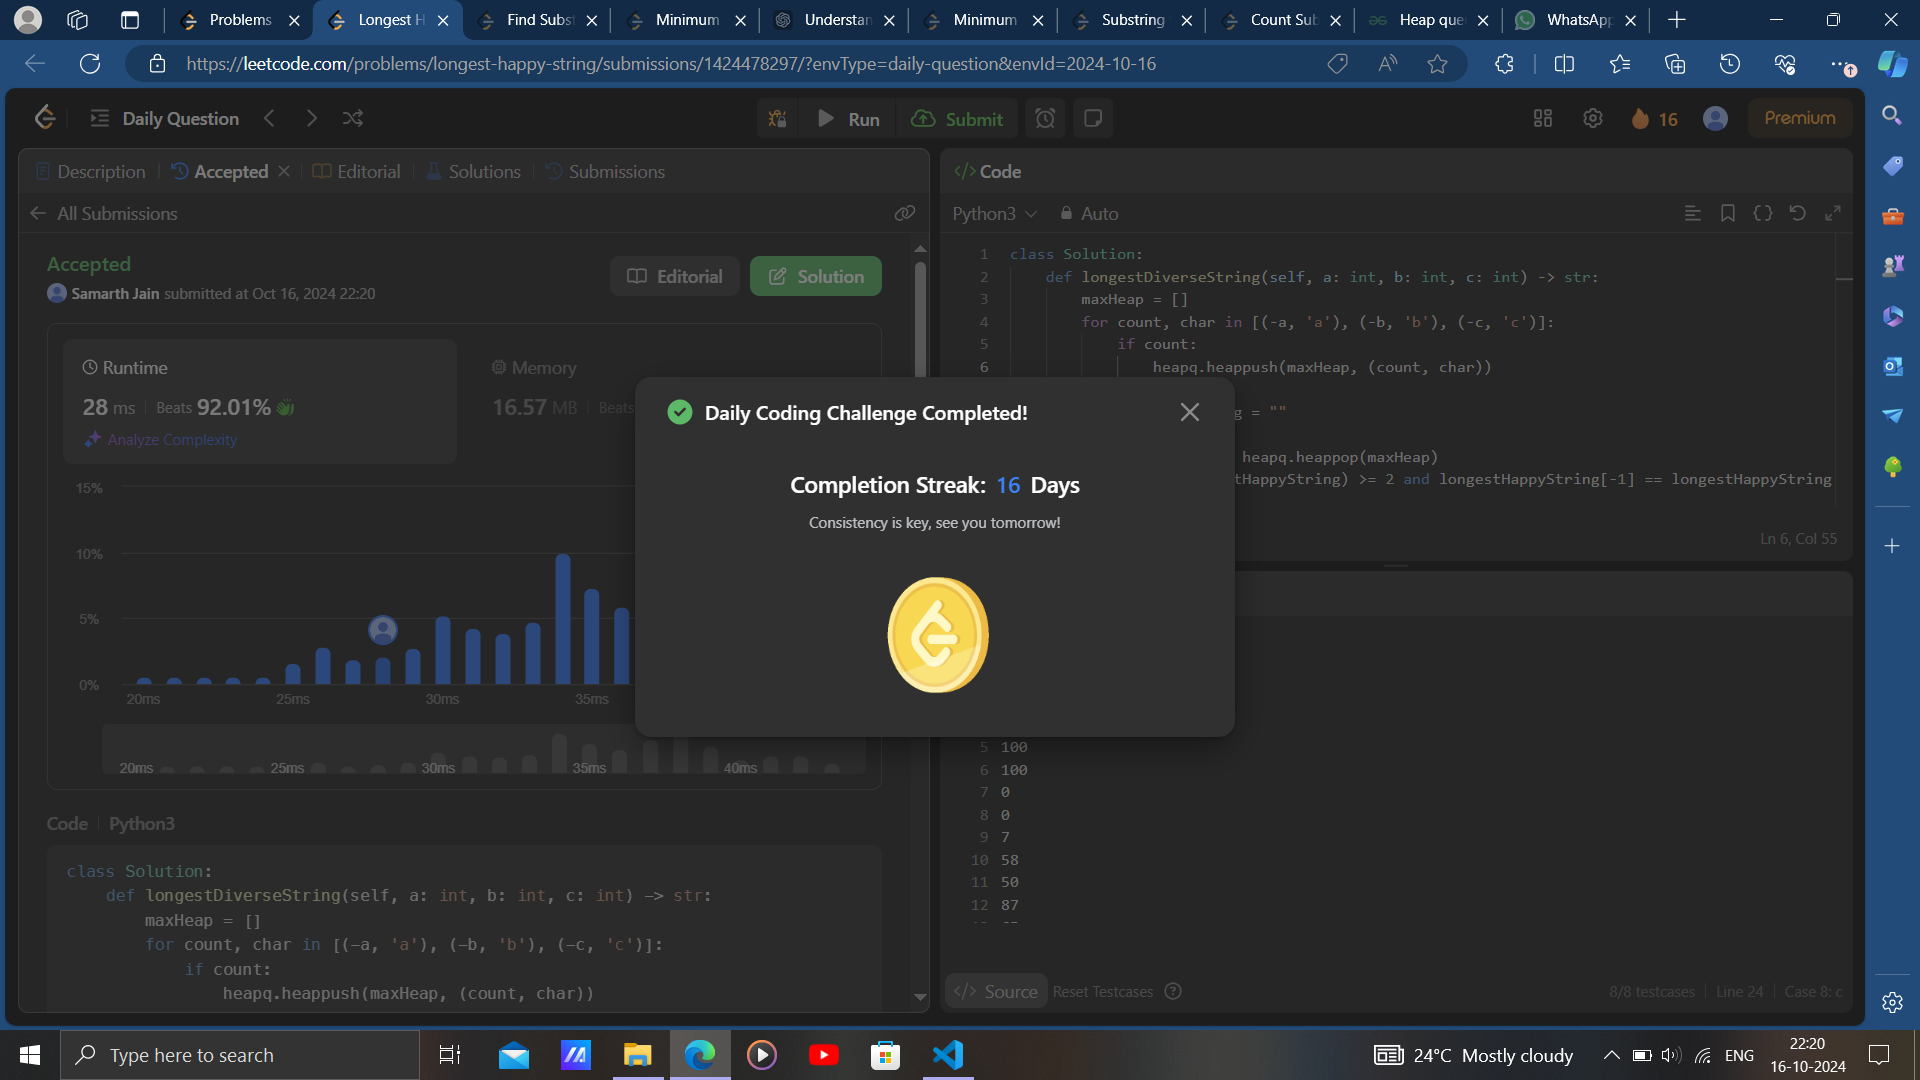 Problems
Longest H
Find Subst
Minimum
Understan
Minimum
Substring
Count Sub
Heap que
WhatsApp
https://leetcode.com/problems/longest-happy-string/submissions/1424478297/?envType=daily-question&envId=2024-10-16
Daily Question
Run
Submit
16
Premium
Description
Accepted
Editorial
Solutions
Submissions
All Submissions
Accepted
Samarth Jain submitted at Oct 16, 2024 22:20
Editorial
Solution
Runtime
28 ms
Beats 92.01%
Analyze Complexity
Memory
16.57 MB
Beats
15%
10%
5%
0%
20ms
25ms
30ms
35ms
20ms
25ms
30ms
35ms
40ms
Code
Python3
class Solution:
def longestDiverseString(self, a: int, b: int, c: int) -> str:
maxHeap = []
for count, char in [(-a, 'a'), (-b, 'b'), (-c, 'c')]:
if count:
heapq.heappush(maxHeap, (count, char))
Code
Python3
Auto
1 class Solution:
2 def longestDiverseString(self, a: int, b: int, c: int) -> str:
3 maxHeap = []
4 for count, char in [(-a, 'a'), (-b, 'b'), (-c, 'c')]:
5 if count:
6 heapq.heappush(maxHeap, (count, char))
g = ""
heapq.heappop(maxHeap)
tHappyString) >= 2 and longestHappyString[-1] == longestHappyString
Ln 6, Col 55
Daily Coding Challenge Completed!
Completion Streak: 16 Days
Consistency is key, see you tomorrow!
5 100
6 100
7 0
8 0
9 7
10 58
11 50
12 87
Source
Reset Testcases
8/8 testcases
Line 24
Case 8: c
Type here to search
24°C Mostly cloudy
ENG
22:20
16-10-2024